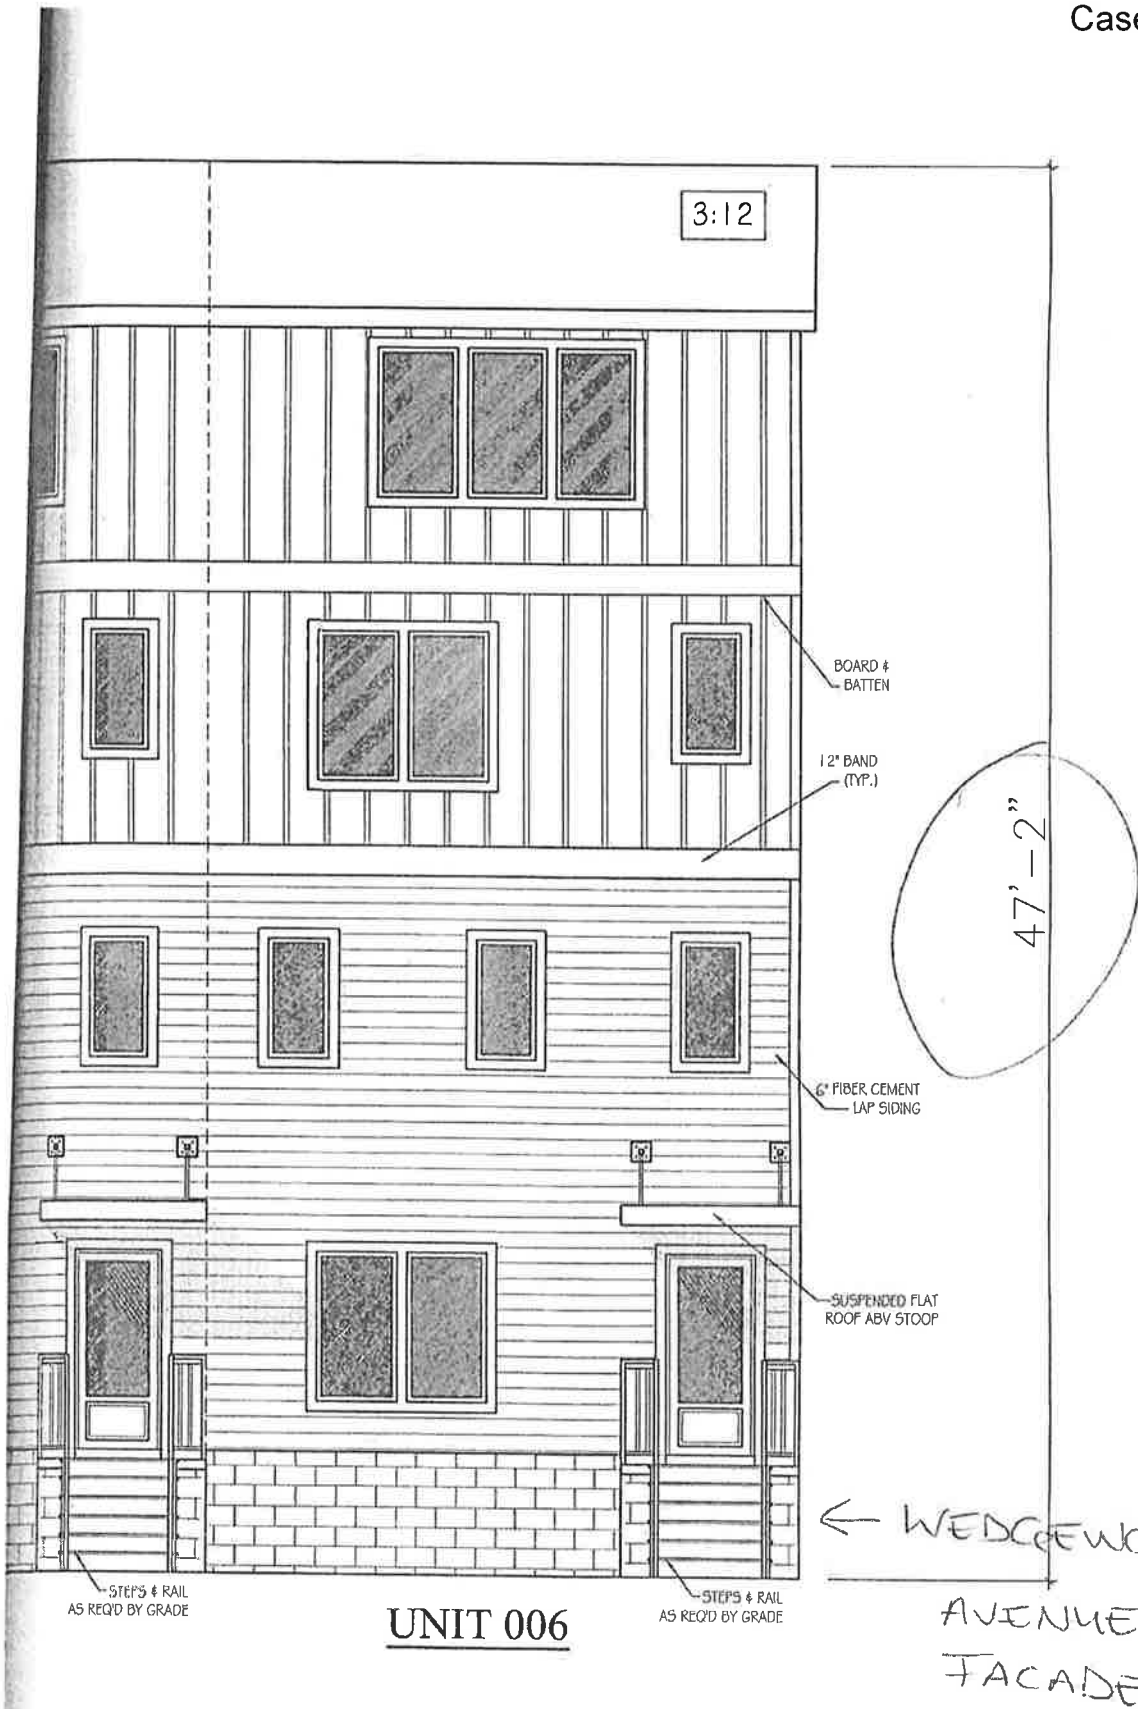 Case
3:12
BOARD &
BATTEN
12" BAND
(TYP.)
47'-2"
6" FIBER CEMENT
LAP SIDING
SUSPENDED FLAT
ROOF ABV STOOP
← WEDGEWO
STEPS & RAIL
AS REQ'D BY GRADE
STEPS & RAIL
AS REQ'D BY GRADE
UNIT 006
AVENUE
FACADE